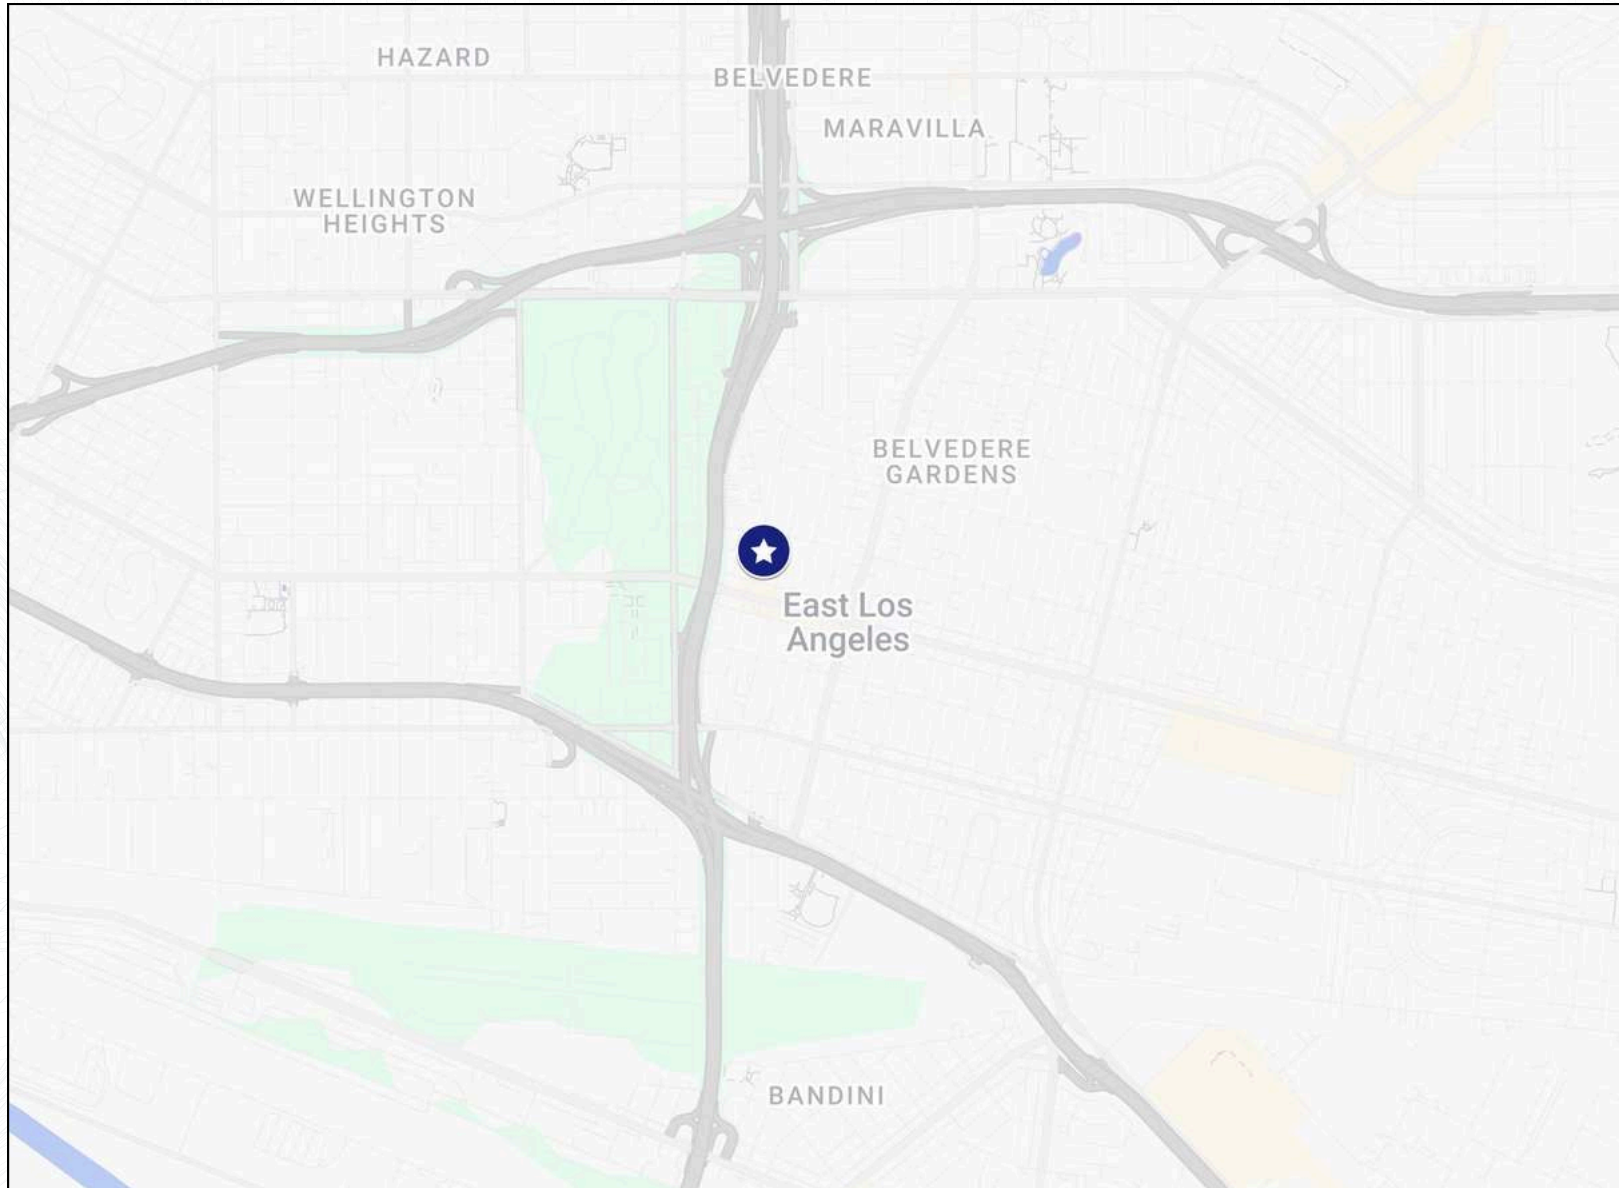 HAZARD
BELVEDERE
MARAVILLA
WELLINGTON
HEIGHTS
BELVEDERE
GARDENS
East Los
Angeles
BANDINI